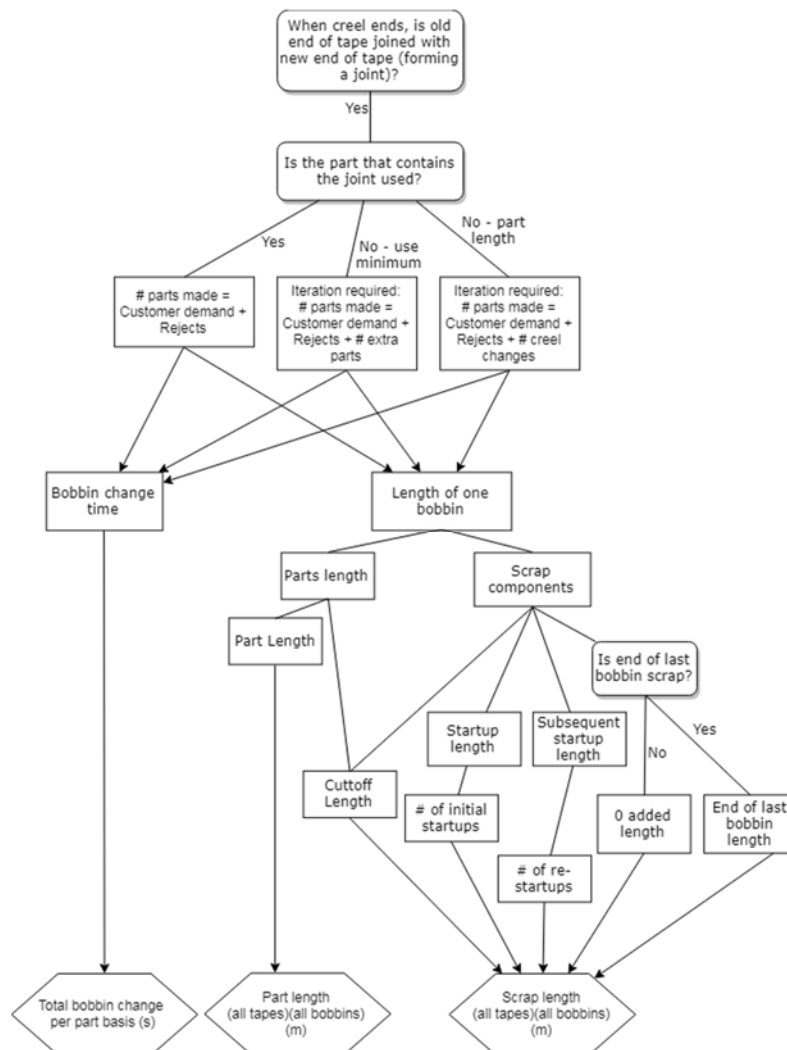 When creel ends, is old
end of tape joined with
new end of tape (forming
a joint)?
Yes
Is the part that contains
the joint used?
Yes
No - use
minimum
No - part
length
# parts made =
Customer demand +
Rejects
Iteration required:
# parts made =
Customer demand +
Rejects + # extra
parts
Iteration required:
# parts made =
Customer demand +
Rejects + # creel
changes
Bobbin change
time
Length of one
bobbin
Parts length
Scrap
components
Part Length
Is end of last
bobbin scrap?
Startup
length
Subsequent
startup
length
No
Yes
Cuttoff
Length
# of initial
startups
0 added
length
End of last
bobbin
length
# of re-
startups
Total bobbin change
per part basis (s)
Part length
(all tapes)(all bobbins)
(m)
Scrap length
(all tapes)(all bobbins)
(m)